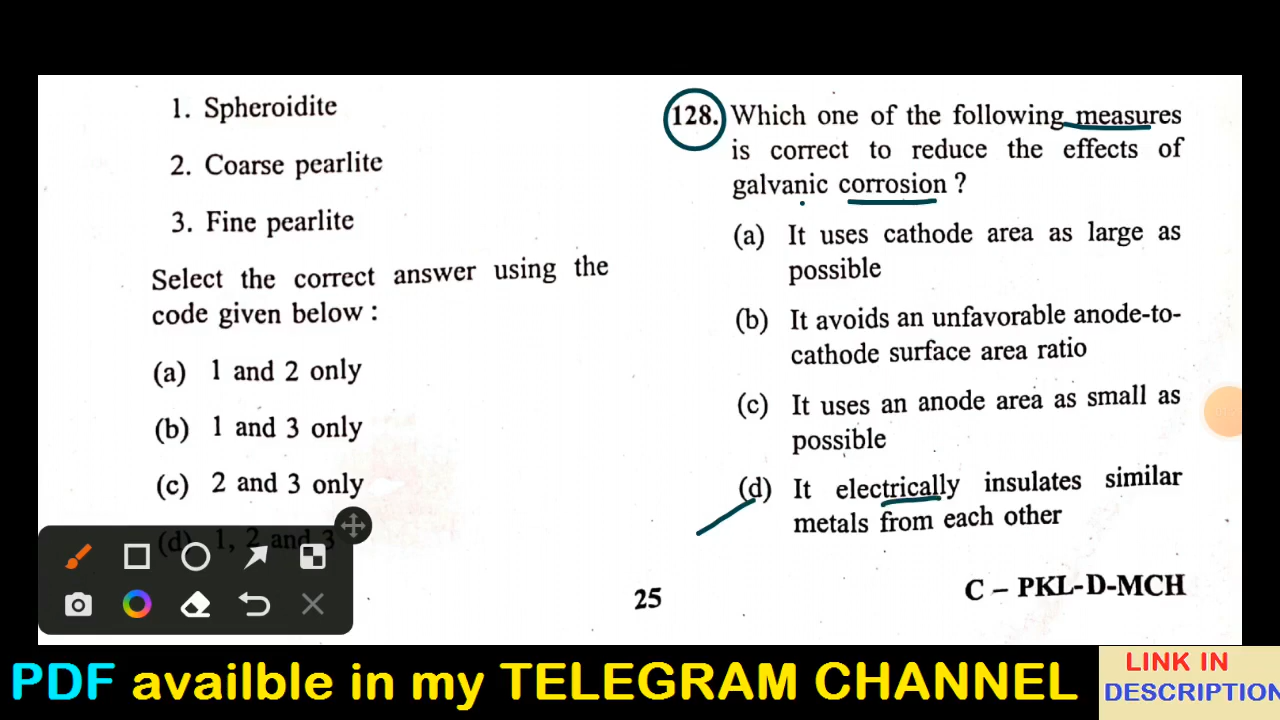 1. Spheroidite
2. Coarse pearlite
3. Fine pearlite
Select the correct answer using the
code given below :
(a) 1 and 2 only
(b) 1 and 3 only
(c) 2 and 3 only
(d) 1, 2 and 3
128. Which one of the following measures
is correct to reduce the effects of
galvanic corrosion ?
(a) It uses cathode area as large as
possible
(b) It avoids an unfavorable anode-to-
cathode surface area ratio
(c) It uses an anode area as small as
possible
(d) It electrically insulates similar
metals from each other
25
C – PKL-D-MCH
PDF availble in my TELEGRAM CHANNEL
LINK IN
DESCRIPTION